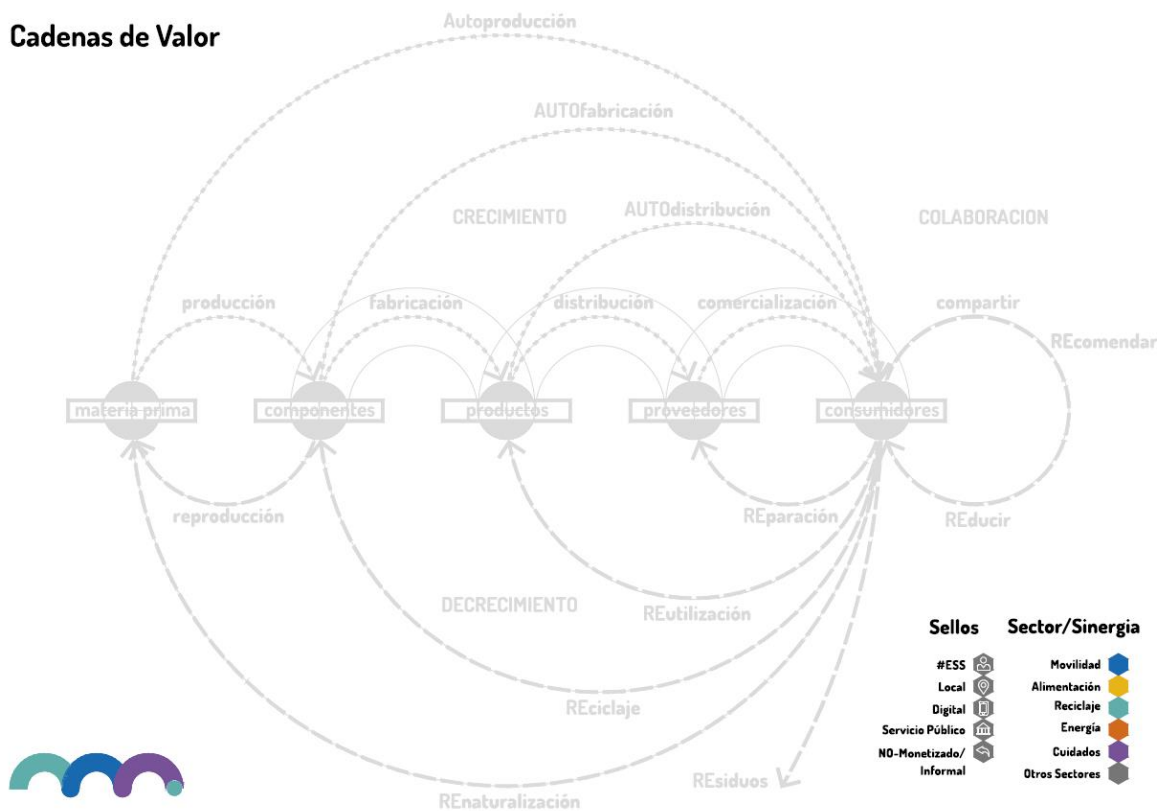 Cadenas de Valor
Autoproducción
AUTOfabricación
CRECIMIENTO
AUTOdistribución
COLABORACION
producción
fabricación
distribución
comercialización
compartir
REcomendar
materia prima
componentes
productos
proveedores
consumidores
reproducción
REparación
REducir
DECRECIMIENTO
REutilización
REciclaje
REsiduos
REnaturalización
Sellos
#ESS
Local
Digital
Servicio Público
NO-Monetizado/
Informal
Sector/Sinergia
Movilidad
Alimentación
Reciclaje
Energía
Cuidados
Otros Sectores